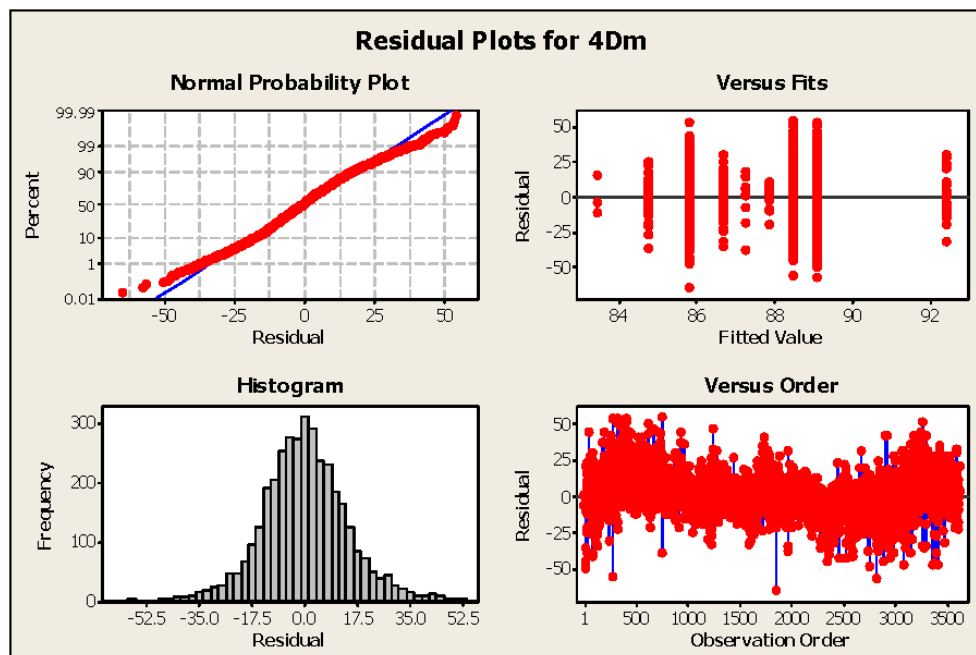 Residual Plots for 4Dm
Normal Probability Plot
99.99
99
90
50
10
1
0.01
Percent
-50 -25 0 25 50
Residual
Versus Fits
50
25
0
-25
-50
Residual
84 86 88 90 92
Fitted Value
Histogram
300
200
100
0
Frequency
-52.5 -35.0 -17.5 0.0 17.5 35.0 52.5
Residual
Versus Order
50
25
0
-25
-50
Residual
1 500 1000 1500 2000 2500 3000 3500
Observation Order